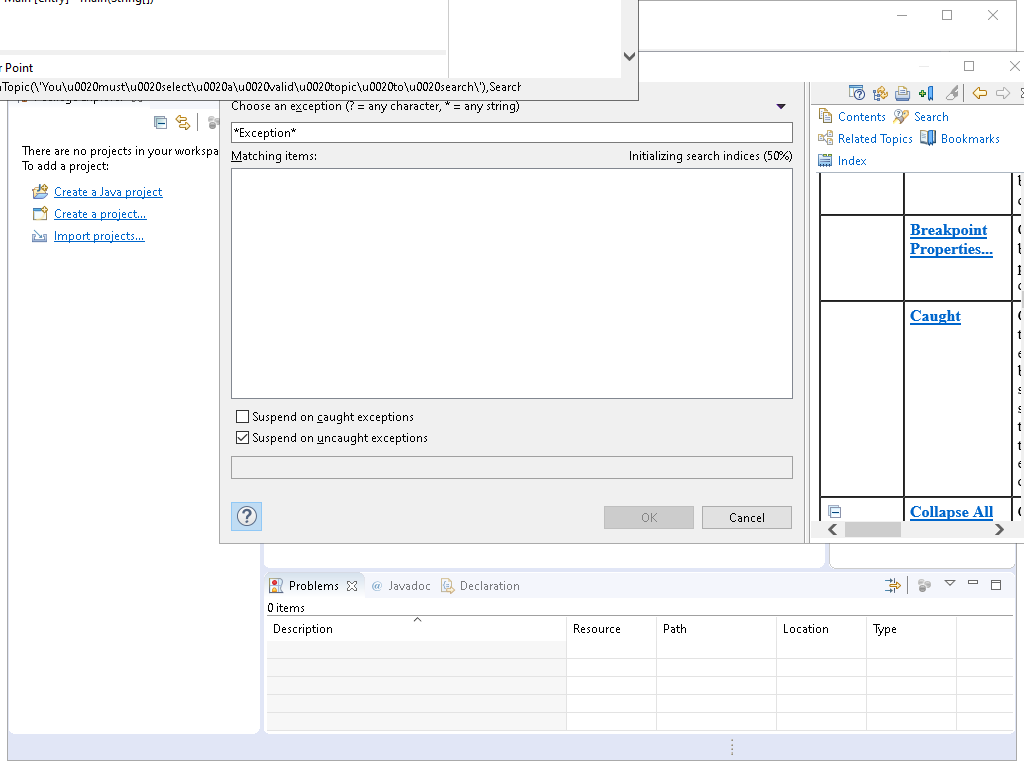 Main [entry] - main(String[])
r Point
nTopic(\'You\u0020must\u0020select\u0020a\u0020valid\u0020topic\u0020to\u0020search\'),Search
Choose an exception (? = any character, * = any string)
*Exception*
Matching items:
Initializing search indices (50%)
Suspend on caught exceptions
Suspend on uncaught exceptions
OK
Cancel
There are no projects in your workspa
To add a project:
Create a Java project
Create a project...
Import projects...
Contents
Search
Related Topics
Bookmarks
Index
Breakpoint
Properties...
Caught
Collapse All
Problems
@ Javadoc
Declaration
0 items
Description
Resource
Path
Location
Type